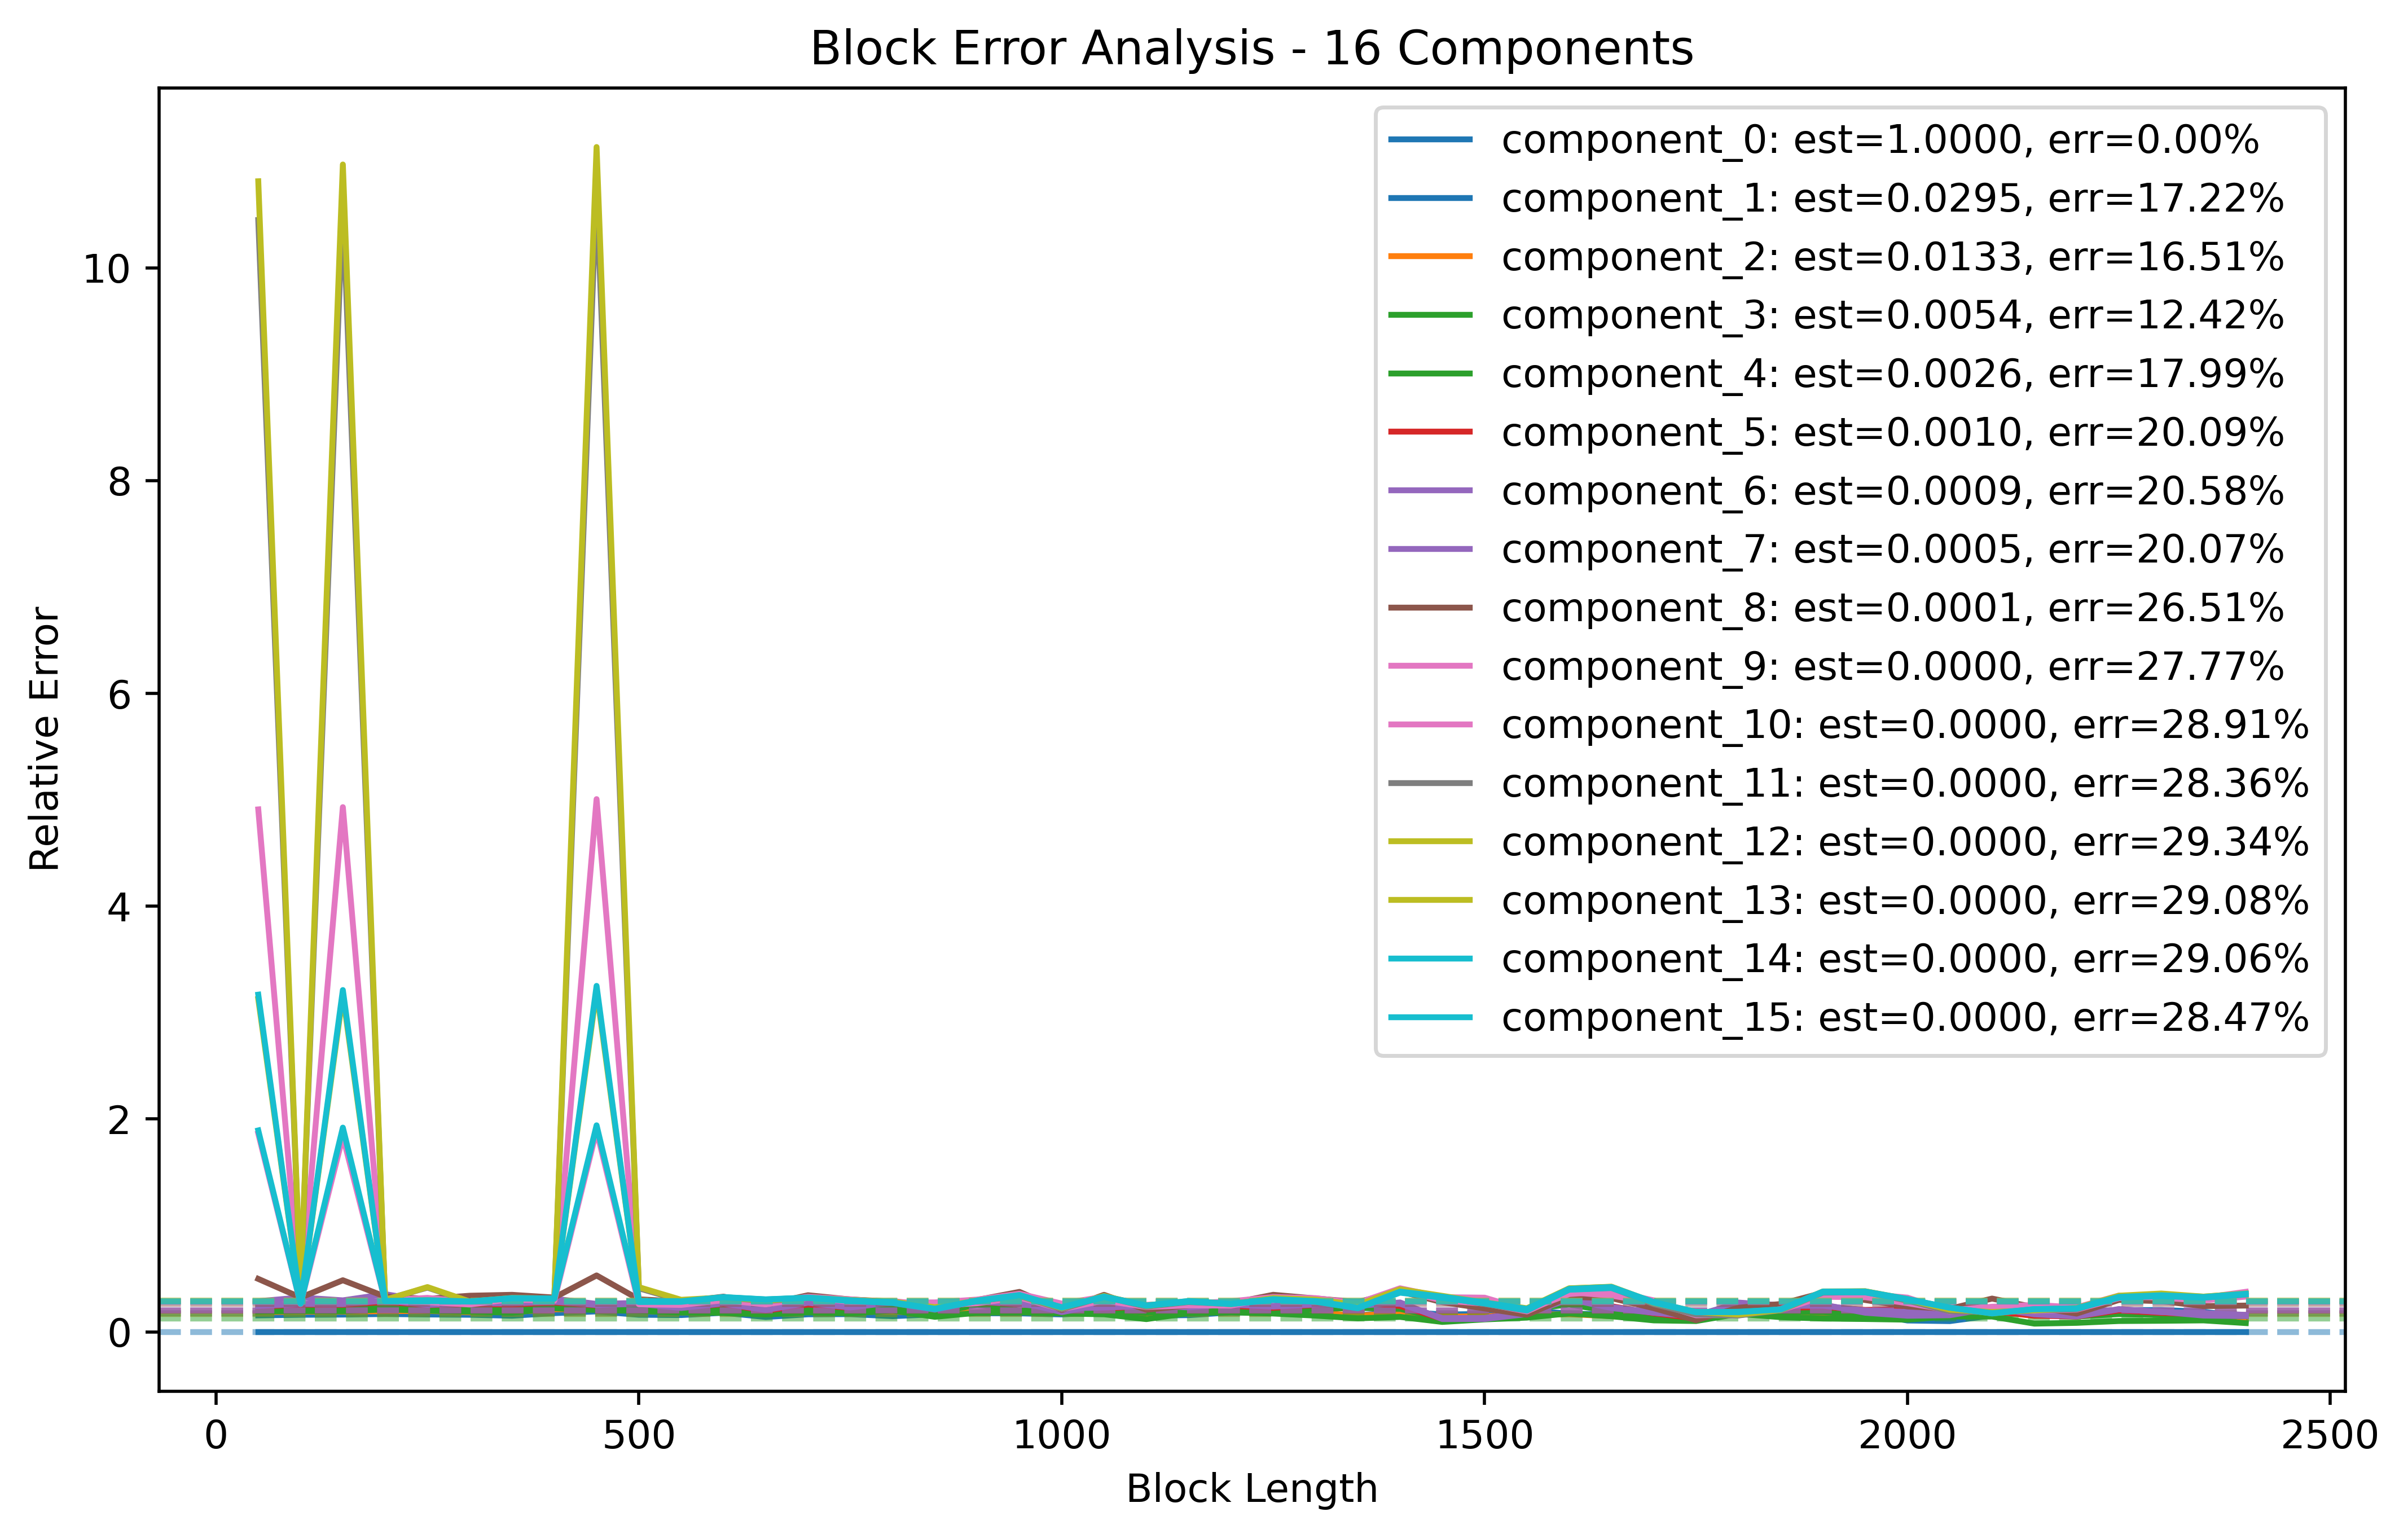 Block Error Analysis - 16 Components
component_0: est=1.0000, err=0.00%
component_1: est=0.0295, err=17.22%
component_2: est=0.0133, err=16.51%
component_3: est=0.0054, err=12.42%
component_4: est=0.0026, err=17.99%
component_5: est=0.0010, err=20.09%
component_6: est=0.0009, err=20.58%
component_7: est=0.0005, err=20.07%
component_8: est=0.0001, err=26.51%
component_9: est=0.0000, err=27.77%
component_10: est=0.0000, err=28.91%
component_11: est=0.0000, err=28.36%
component_12: est=0.0000, err=29.34%
component_13: est=0.0000, err=29.08%
component_14: est=0.0000, err=29.06%
component_15: est=0.0000, err=28.47%
Relative Error
10
8
6
4
2
0
0 500 1000 1500 2000 2500
Block Length